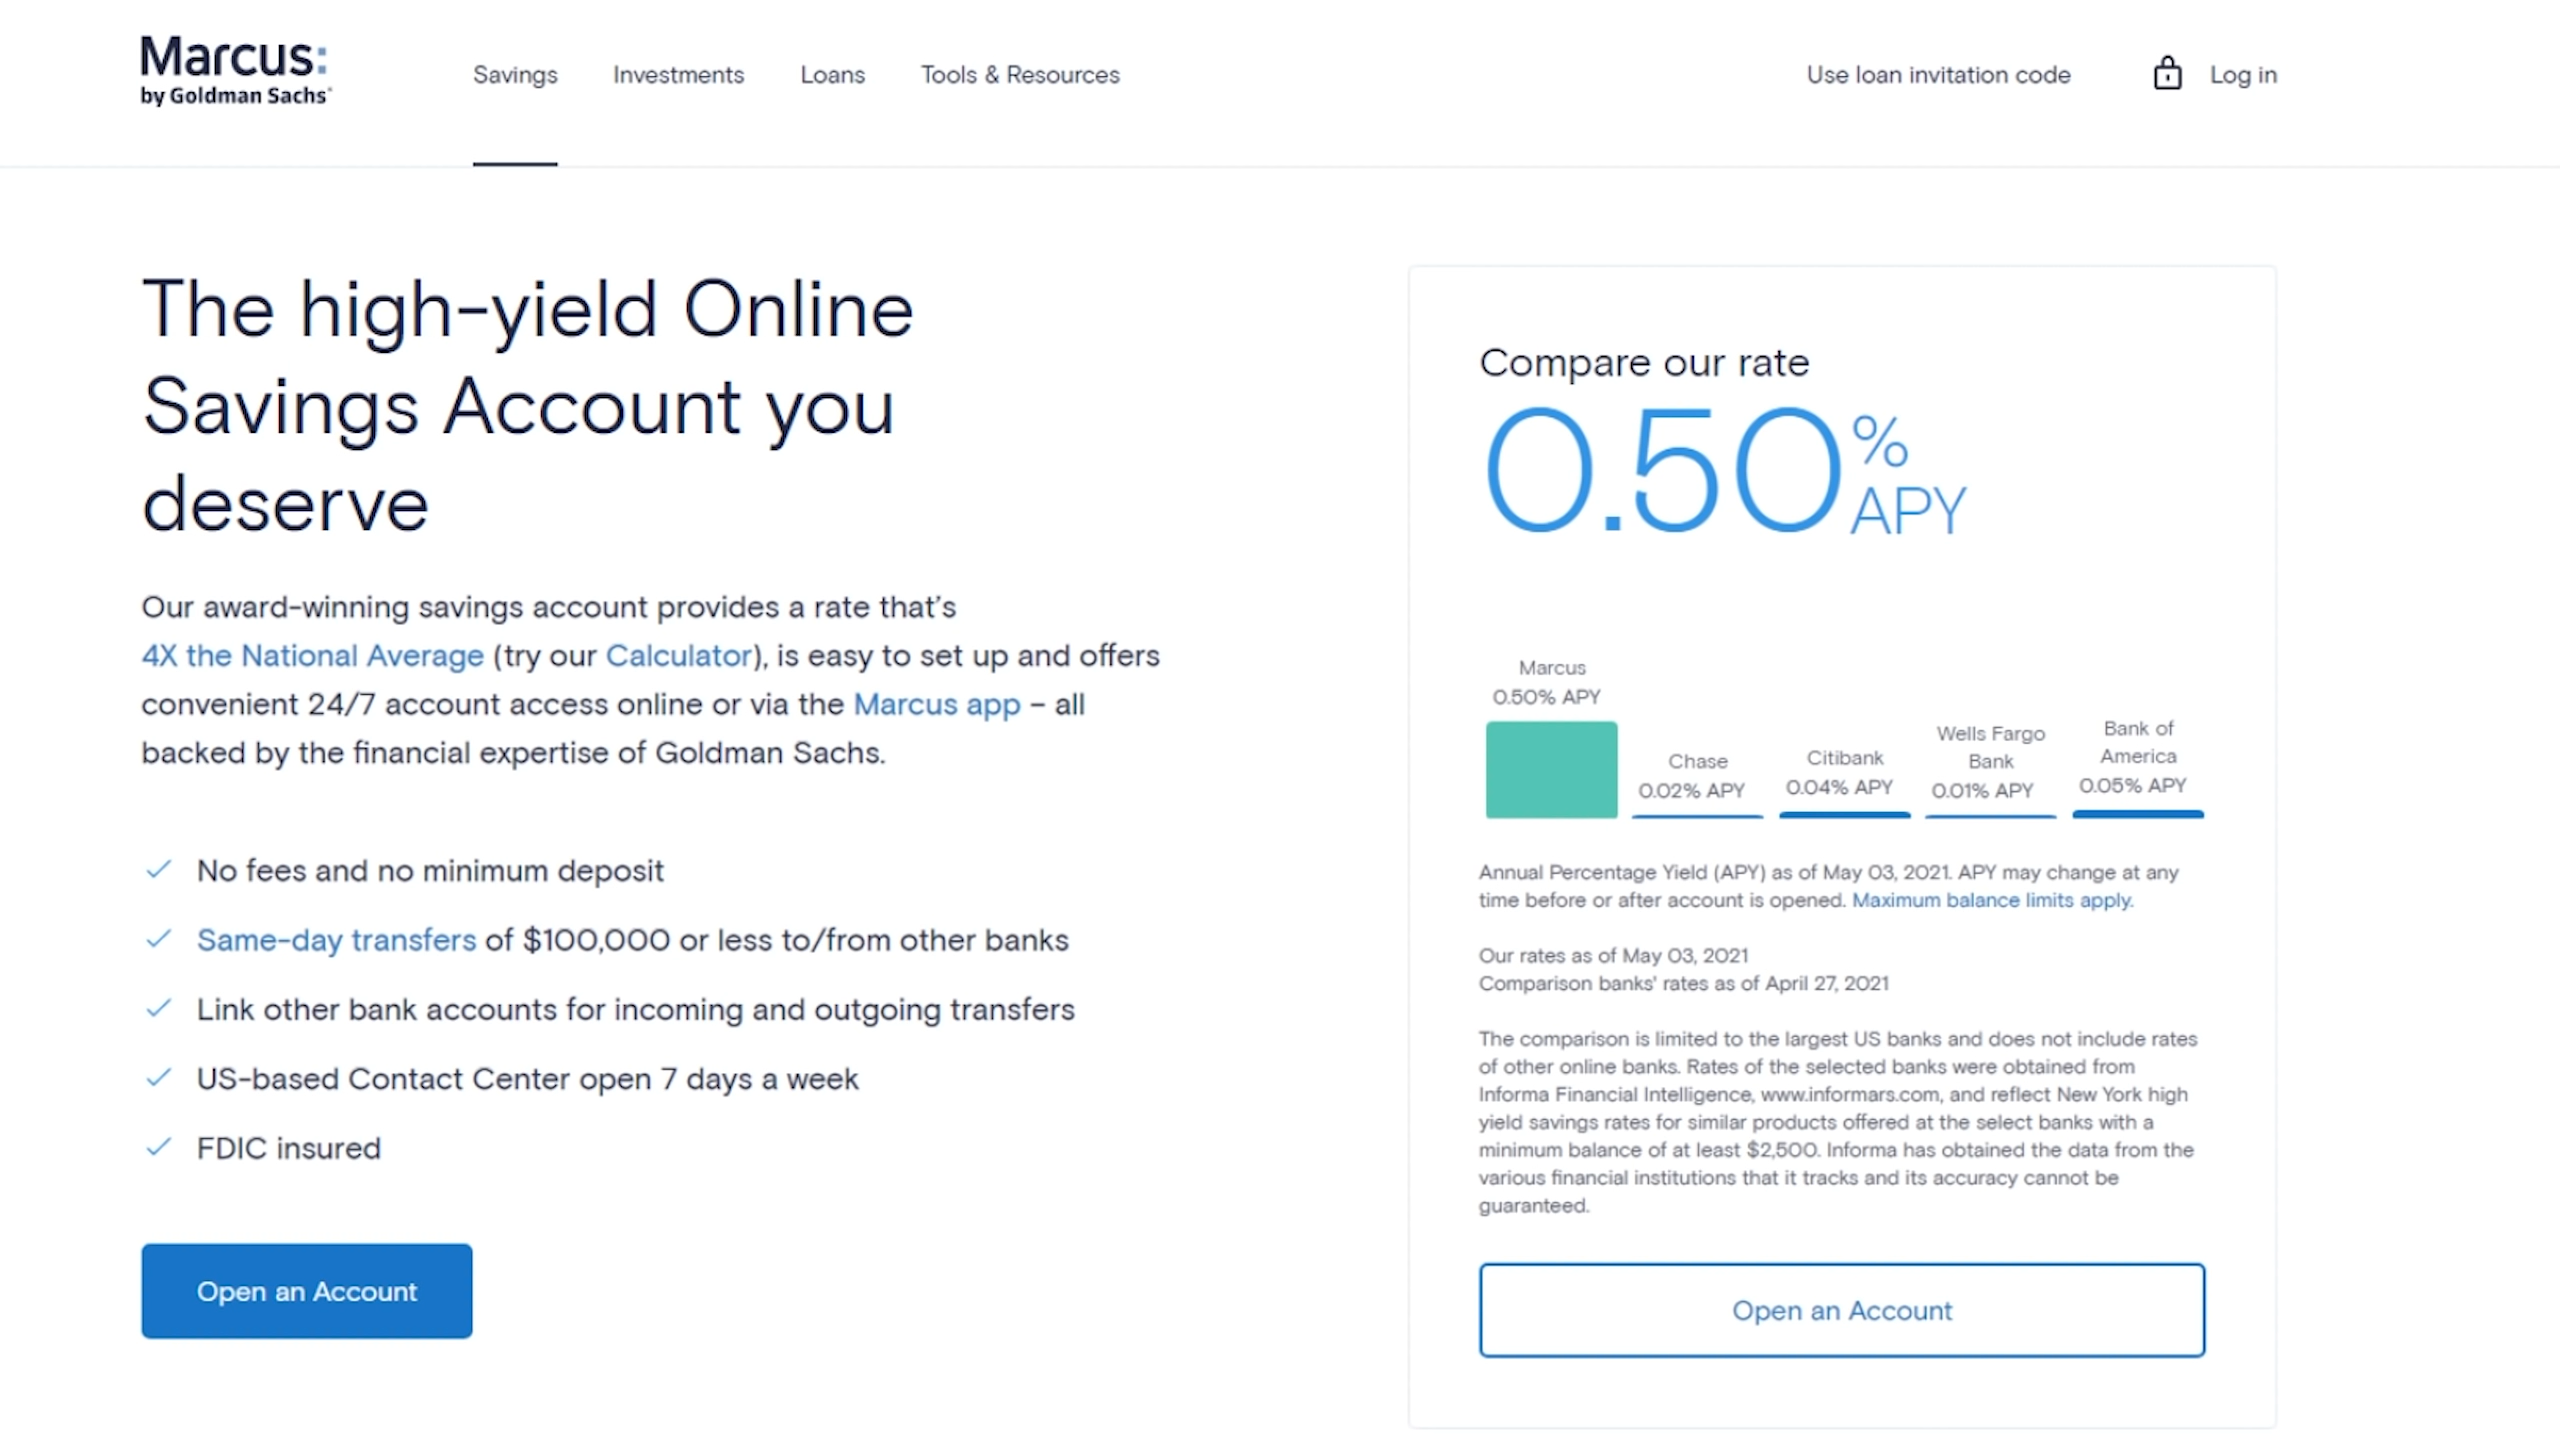 Marcus:
by Goldman Sachs®
Savings
Investments
Loans
Tools & Resources
Use loan invitation code
Log in
The high-yield Online
Savings Account you
deserve
Our award-winning savings account provides a rate that's
4X the National Average (try our Calculator), is easy to set up and offers
convenient 24/7 account access online or via the Marcus app – all
backed by the financial expertise of Goldman Sachs.
No fees and no minimum deposit
Same-day transfers of $100,000 or less to/from other banks
Link other bank accounts for incoming and outgoing transfers
US-based Contact Center open 7 days a week
FDIC insured
Open an Account
Compare our rate
0.50% APY
Marcus
0.50% APY
Chase
0.02% APY
Citibank
0.04% APY
Wells Fargo
Bank
0.01% APY
Bank of
America
0.05% APY
Annual Percentage Yield (APY) as of May 03, 2021. APY may change at any
time before or after account is opened. Maximum balance limits apply.
Our rates as of May 03, 2021
Comparison banks' rates as of April 27, 2021
The comparison is limited to the largest US banks and does not include rates
of other online banks. Rates of the selected banks were obtained from
Informa Financial Intelligence, www.informars.com, and reflect New York high
yield savings rates for similar products offered at the select banks with a
minimum balance of at least $2,500. Informa has obtained the data from the
various financial institutions that it tracks and its accuracy cannot be
guaranteed.
Open an Account